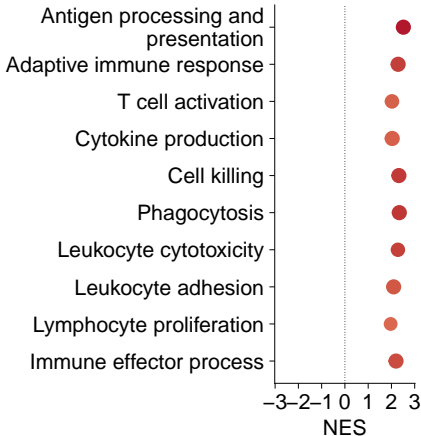 Antigen processing and
presentation
Adaptive immune response
T cell activation
Cytokine production
Cell killing
Phagocytosis
Leukocyte cytotoxicity
Leukocyte adhesion
Lymphocyte proliferation
Immune effector process
−3 −2 −1 0 1 2 3
NES